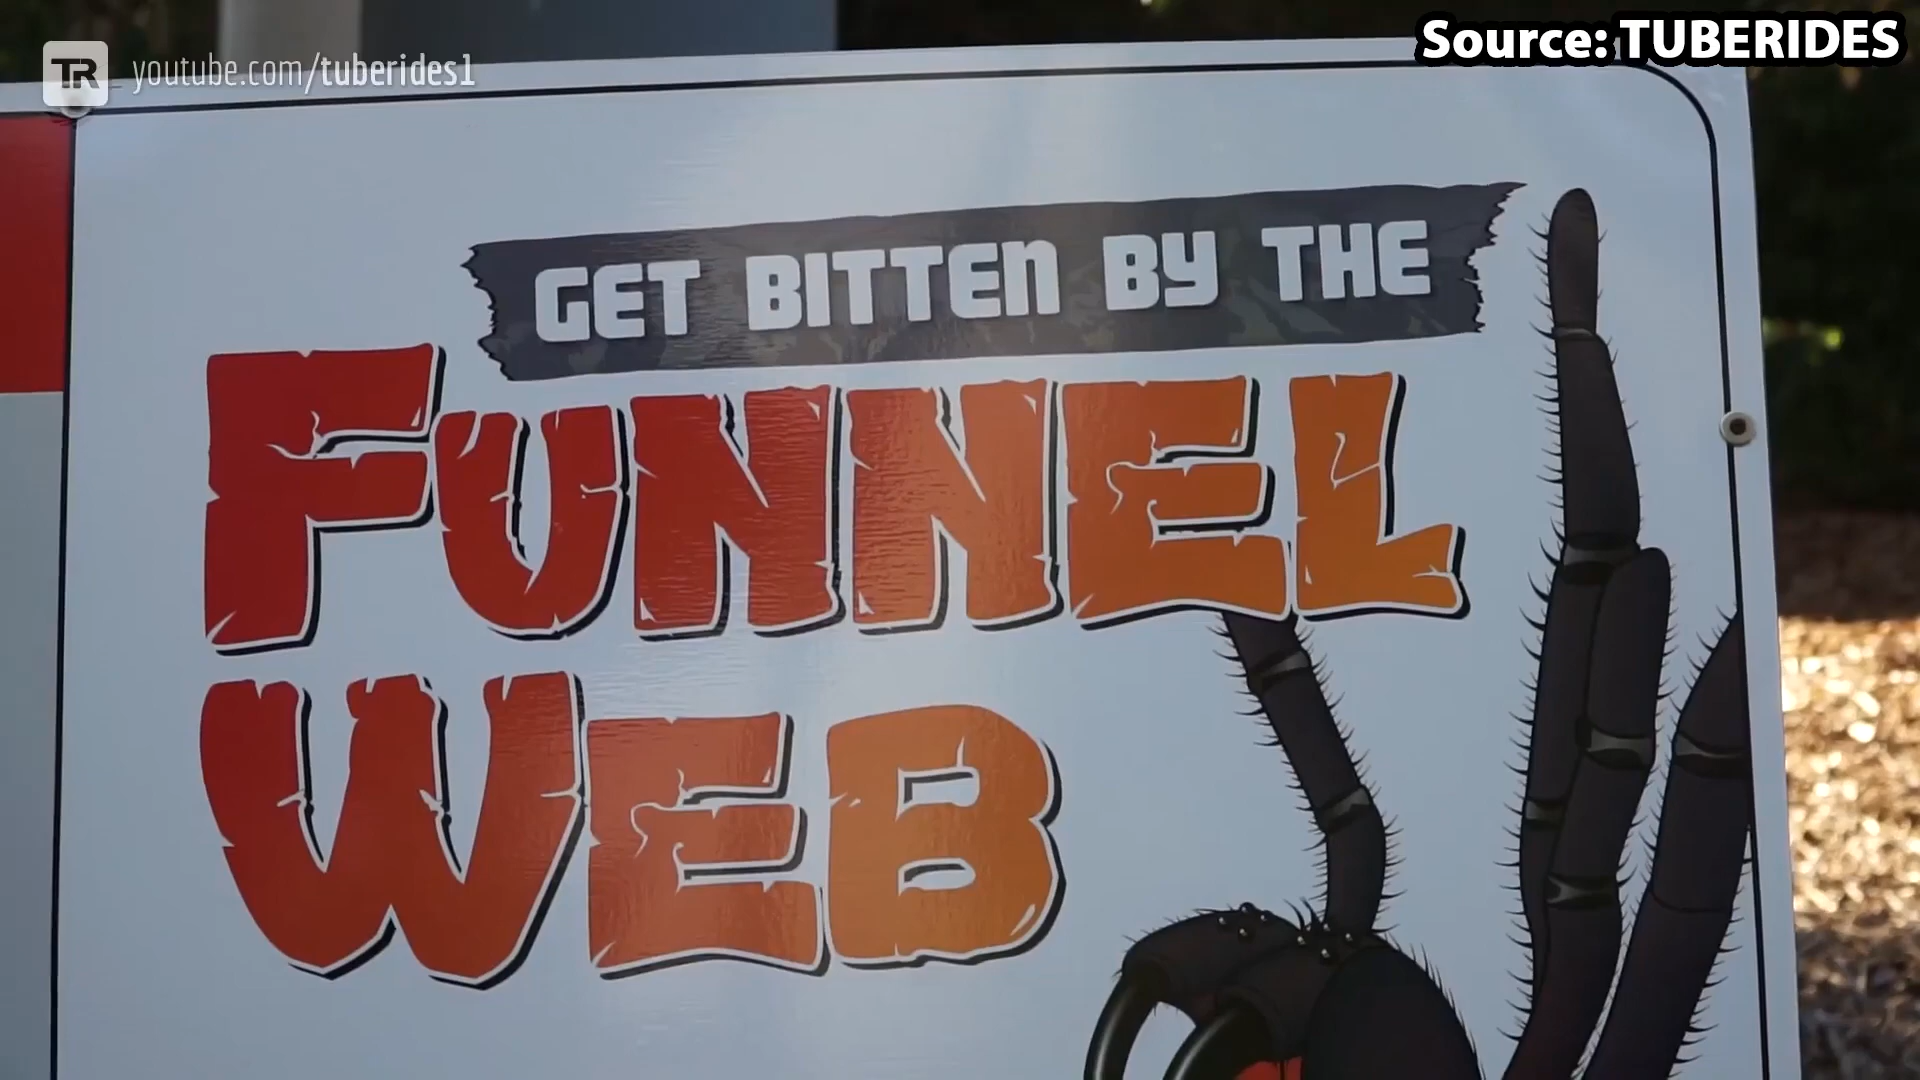 Source: TUBERIDES
TR youtube.com/tuberides1
GET BITTEN BY THE
FUNNEL
WEB